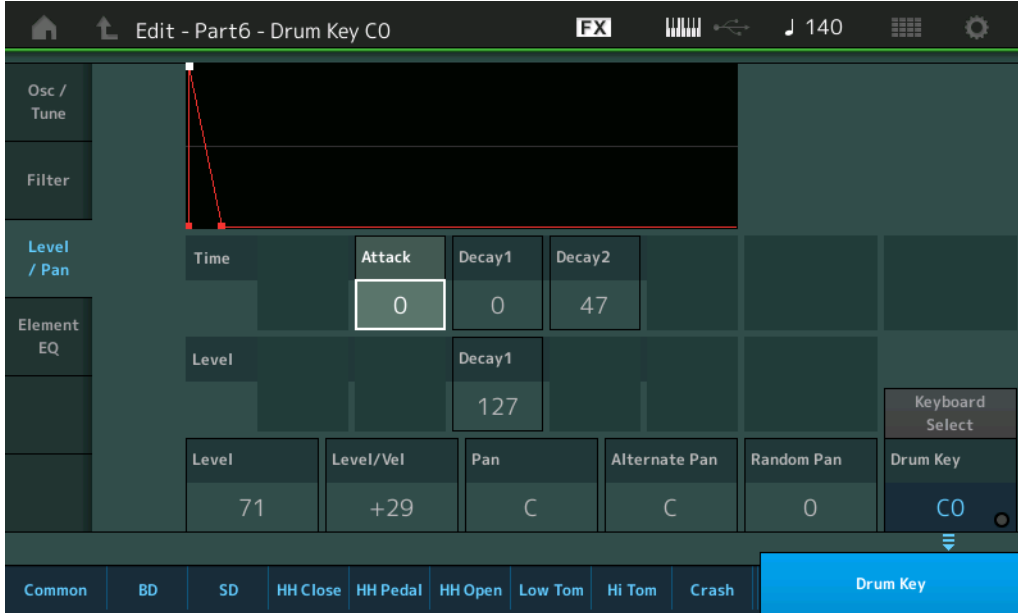 Edit - Part6 - Drum Key C0 FX ♩ 140
Osc /
Tune
Filter
Level
/ Pan
Element
EQ
Time Attack Decay1 Decay2
0 0 47
Level Decay1
127
Keyboard
Select
Level Level/Vel Pan Alternate Pan Random Pan Drum Key
71 +29 C C 0 C0
Common BD SD HH Close HH Pedal HH Open Low Tom Hi Tom Crash Drum Key